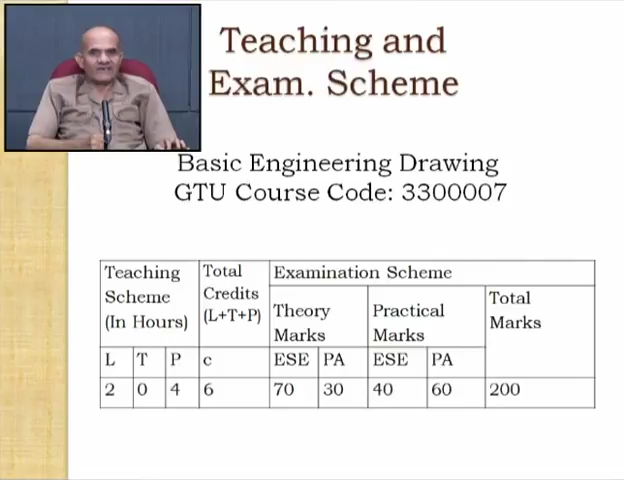 Teaching and
Exam. Scheme
Basic Engineering Drawing
GTU Course Code: 3300007
Teaching Scheme (In Hours) Total Credits (L+T+P) Examination Scheme
Theory Marks Practical Marks Total Marks
L T P c ESE PA ESE PA
2 0 4 6 70 30 40 60 200